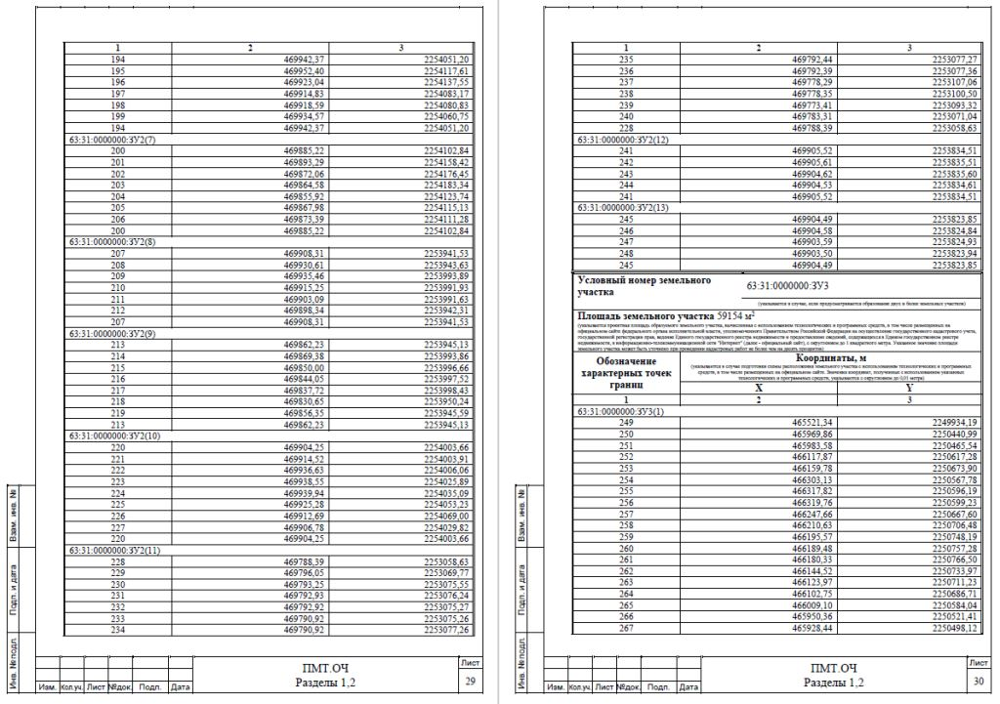 1 2 3
194 469942,37 2254051,20
195 469952,40 2254117,61
196 469923,04 2254137,55
197 469914,83 2254083,17
198 469918,59 2254080,83
199 469934,57 2254060,75
194 469942,37 2254051,20
63:31:0000000:ЗУ2(7)
200 469885,22 2254102,84
201 469893,29 2254158,42
202 469872,06 2254176,45
203 469864,58 2254183,34
204 469855,92 2254123,74
205 469867,98 2254115,13
206 469873,39 2254111,28
200 469885,22 2254102,84
63:31:0000000:ЗУ2(8)
207 469908,31 2253941,53
208 469930,61 2253943,63
209 469935,46 2253993,89
210 469915,25 2253991,93
211 469903,09 2253991,63
212 469898,34 2253942,31
207 469908,31 2253941,53
63:31:0000000:ЗУ2(9)
213 469862,23 2253945,13
214 469869,38 2253993,86
215 469850,00 2253996,66
216 469844,05 2253997,52
217 469837,72 2253998,43
218 469830,65 2253950,24
219 469856,35 2253945,59
213 469862,23 2253945,13
63:31:0000000:ЗУ2(10)
220 469904,25 2254003,66
221 469914,52 2254003,91
222 469936,63 2254006,06
223 469938,55 2254025,89
224 469939,94 2254035,09
225 469925,28 2254053,23
226 469912,69 2254069,00
227 469906,78 2254029,82
220 469904,25 2254003,66
63:31:0000000:ЗУ2(11)
228 469788,39 2253058,63
229 469796,05 2253069,77
230 469793,25 2253075,55
231 469792,93 2253076,24
232 469792,92 2253075,27
233 469790,92 2253075,26
234 469790,92 2253077,26
Взам. инв. №
Подп. и дата
Инв. №подл.
Изм. Кол.уч. Лист №док. Подп. Дата
ПМТ.ОЧ
Разделы 1,2
Лист
29
1 2 3
235 469792,44 2253077,27
236 469792,39 2253077,36
237 469778,29 2253107,06
238 469778,35 2253100,50
239 469773,41 2253093,32
240 469783,31 2253071,04
228 469788,39 2253058,63
63:31:0000000:ЗУ2(12)
241 469905,52 2253834,51
242 469905,61 2253835,51
243 469904,62 2253835,60
244 469904,53 2253834,61
241 469905,52 2253834,51
63:31:0000000:ЗУ2(13)
245 469904,49 2253823,85
246 469904,58 2253824,84
247 469903,59 2253824,93
248 469903,50 2253823,94
245 469904,49 2253823,85
Условный номер земельного
участка
63:31:0000000:ЗУ3
(указывается в случае, если предусматривается образование двух и более земельных участков)
Площадь земельного участка 59154 м²
(указывается проектная площадь образуемого земельного участка, вычисленная с использованием технологических и программных средств, в том числе размещенных на
официальном сайте федерального органа исполнительной власти, уполномоченного Правительством Российской Федерации на осуществление государственного кадастрового учета,
государственной регистрации прав, ведение Единого государственного реестра недвижимости и предоставление сведений, содержащихся в Едином государственном реестре
недвижимости, в информационно-телекоммуникационной сети "Интернет" (далее - официальный сайт), с округлением до 1 квадратного метра. Указанное значение площади
земельного участка может быть уточнено при проведении кадастровых работ не более чем на десять процентов)
Обозначение
характерных точек
границ
Координаты, м
(указываются в случае подготовки схемы расположения земельного участка с использованием технологических и программных
средств, в том числе размещенных на официальном сайте. Значения координат, полученных с использованием указанных
технологических и программных средств, указываются с округлением до 0,01 метра)
X Y
1 2 3
63:31:0000000:ЗУ3(1)
249 465521,34 2249934,19
250 465969,86 2250440,99
251 465983,58 2250465,54
252 466117,87 2250617,28
253 466159,78 2250673,90
254 466303,13 2250567,78
255 466317,82 2250596,19
256 466319,76 2250599,23
257 466247,66 2250667,60
258 466210,63 2250706,48
259 466195,57 2250748,19
260 466189,48 2250757,28
261 466180,33 2250766,50
262 466144,52 2250733,97
263 466123,97 2250711,23
264 466102,75 2250686,71
265 466009,10 2250584,04
266 465950,36 2250521,41
267 465928,44 2250498,12
Взам. инв. №
Подп. и дата
Инв. №подл.
Изм. Кол.уч. Лист №док. Подп. Дата
ПМТ.ОЧ
Разделы 1,2
Лист
30